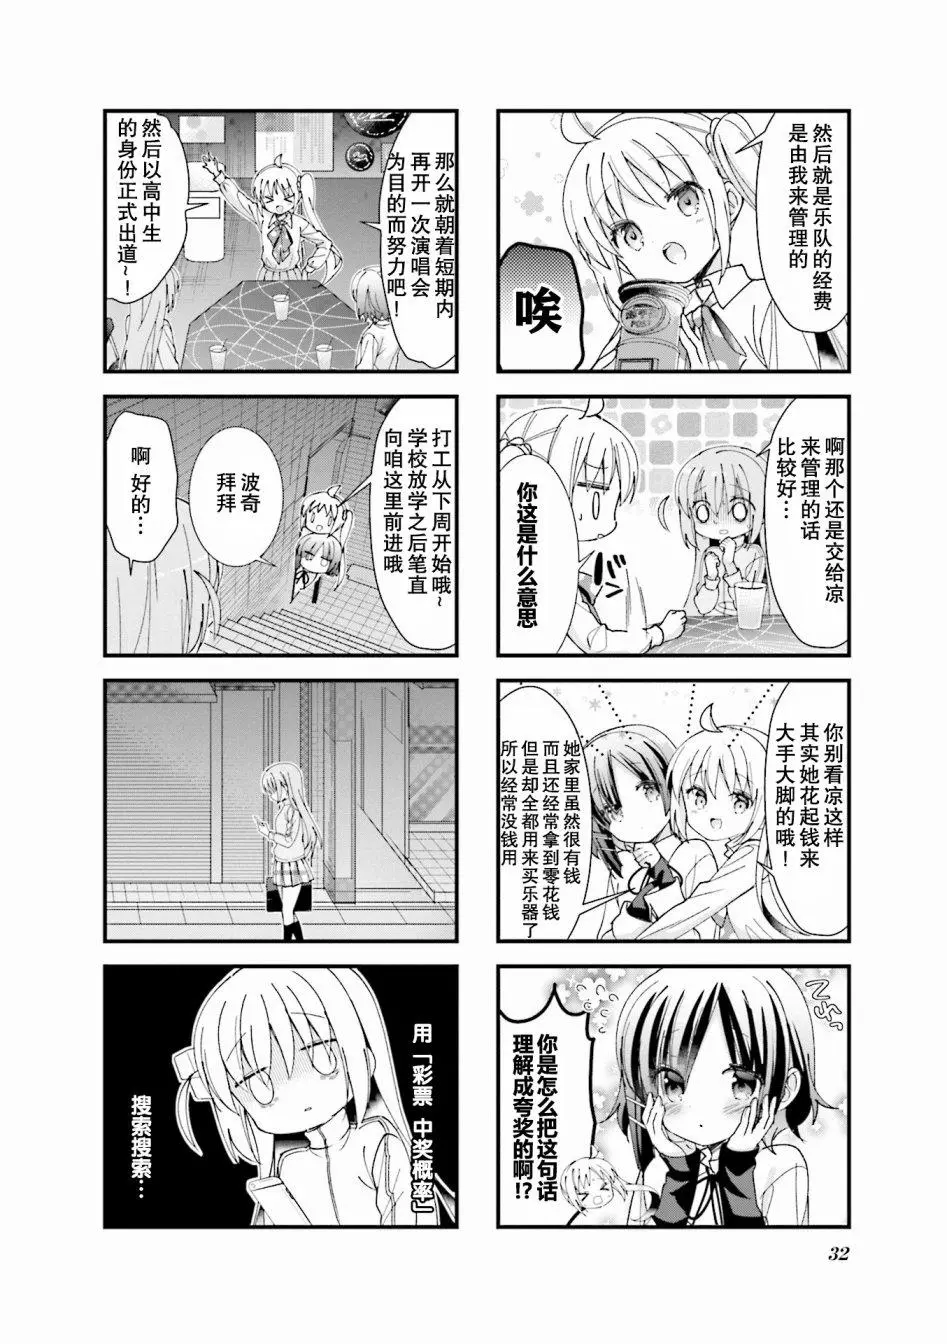 然后就是乐队的经费
是由我来管理的
唉
啊那个还是交给凉
来管理的话
比较好…
你这是什么意思
你别看凉这样
其实她花起钱来
大手大脚的哦！
她家里虽然很有钱
而且还经常拿到零花钱
但是却全都用来买乐器了
所以经常没钱用
你是怎么把这句话
理解成夸奖的啊!?
那么就朝着短期内
再开一次演唱会
为目的而努力吧！
然后以高中生
的身份正式出道~！
打工从下周开始哦~
学校放学之后笔直
向咱这里前进哦
波奇
拜拜
啊 好的…
用「彩票 中奖概率」
搜索搜索…
32